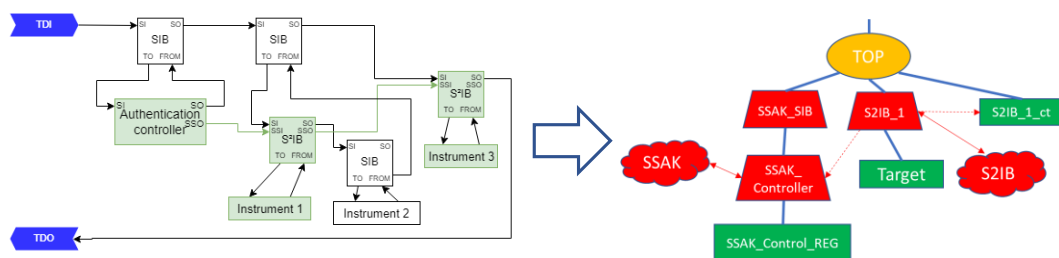 TDI
SI SO
SIB
TO FROM
SI SO
SIB
TO FROM
SI SO
Authentication
controller
SSO
SI SO
SSI SSO
S²IB
TO FROM
Instrument 1
SI SO
SIB
TO FROM
Instrument 2
SI SO
SSI SSO
S²IB
TO FROM
Instrument 3
TDO
TOP
SSAK_SIB
S2IB_1
S2IB_1_ct
SSAK
SSAK_
Controller
Target
S2IB
SSAK_Control_REG